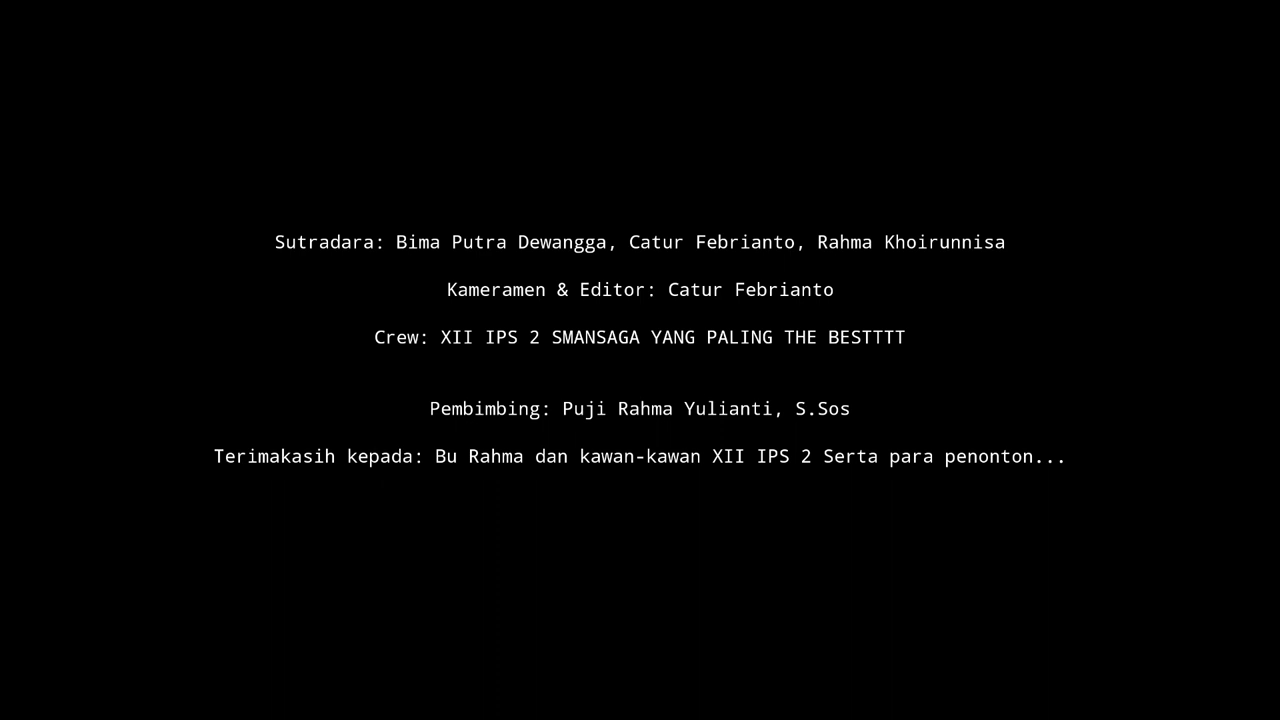 Sutradara: Bima Putra Dewangga, Catur Febrianto, Rahma Khoirunnisa
Kameramen & Editor: Catur Febrianto
Crew: XII IPS 2 SMANSAGA YANG PALING THE BESTTTT
Pembimbing: Puji Rahma Yulianti, S.Sos
Terimakasih kepada: Bu Rahma dan kawan-kawan XII IPS 2 Serta para penonton...